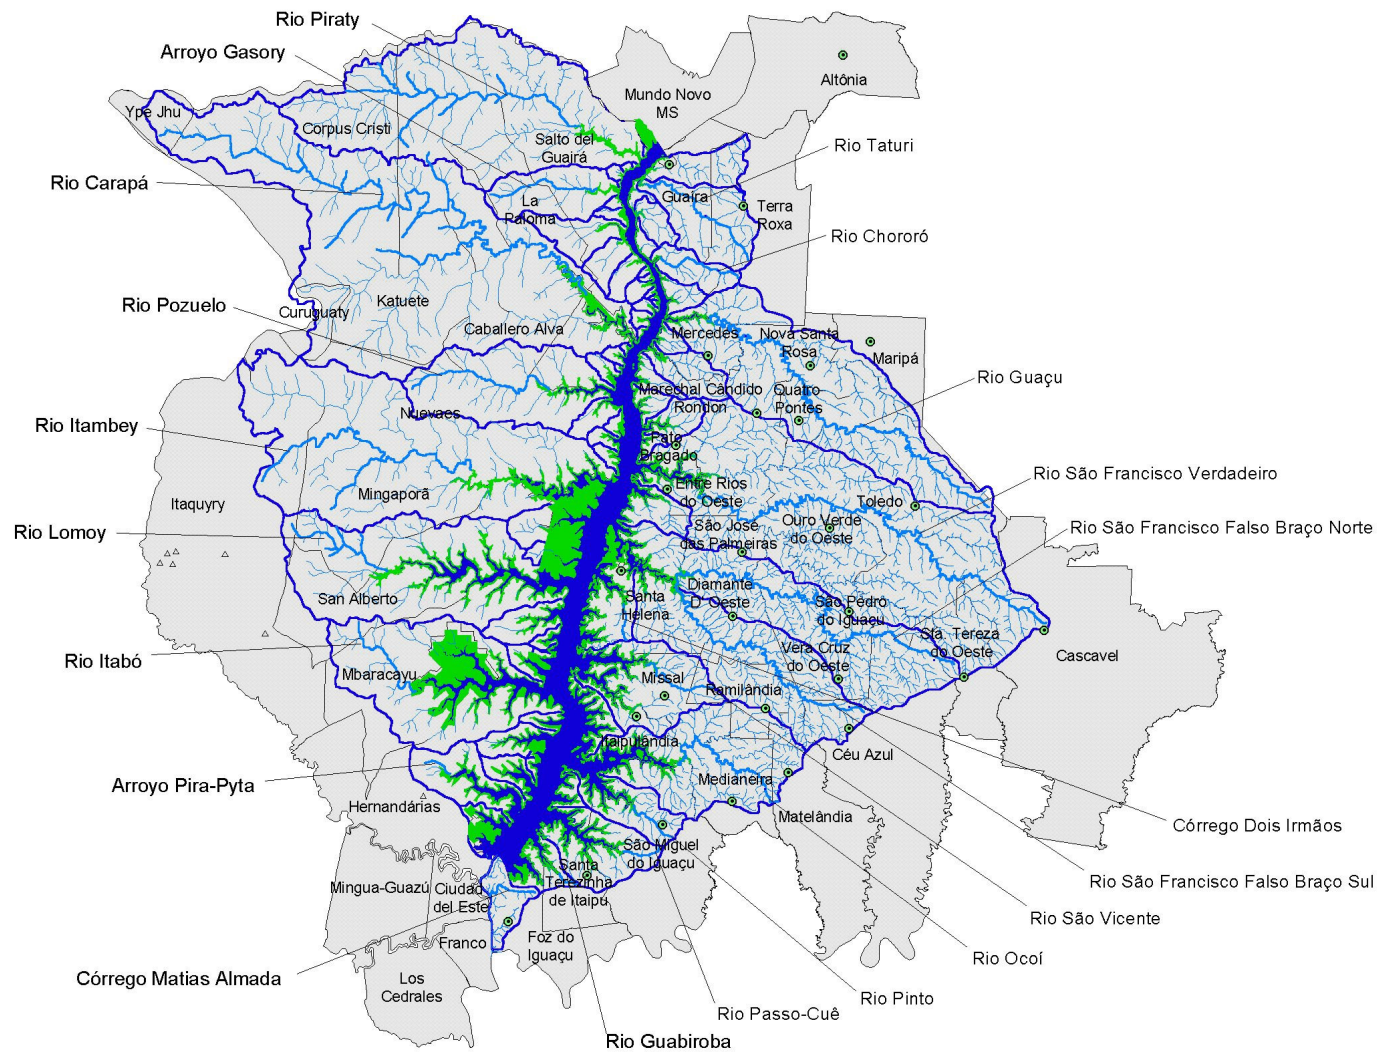 Rio Piraty
Arroyo Gasory
Altônia
Mundo Novo
MS
Ype Jhu
Corpus Cristi
Salto del
Guairá
Rio Taturi
Rio Carapá
Guaíra
La
Paloma
Terra
Roxa
Rio Chororó
Rio Pozuelo
Katuete
Curuguaty
Caballero Alva
Mercedes
Nova Santa
Rosa
Maripá
Rio Guaçu
Marechal Cândido
Rondon
Quatro
Pontes
Nuevaes
Rio Itambey
Pato
Bragado
Rio São Francisco Verdadeiro
Entre Rios
do Oeste
Mingaporã
Itaquyry
Toledo
Rio São Francisco Falso Braço Norte
Rio Lomoy
São José
das Palmeiras
Ouro Verde
do Oeste
San Alberto
Santa
Helena
Diamante
D' Oeste
São Pedro
do Iguaçu
Sta. Tereza
do Oeste
Cascavel
Rio Itabó
Mbaracayu
Vera Cruz
do Oeste
Missal
Ramilândia
Itaipulândia
Céu Azul
Arroyo Pira-Pyta
Medianeira
Hernandárias
Matelândia
Córrego Dois Irmãos
São Miguel
do Iguaçu
Mingua-Guazú
Ciudad
del Este
Santa
Terezinha
de Itaipú
Rio São Francisco Falso Braço Sul
Rio São Vicente
Franco
Foz do
Iguaçu
Rio Ocoí
Córrego Matias Almada
Los
Cedrales
Rio Pinto
Rio Passo-Cuê
Rio Guabiroba